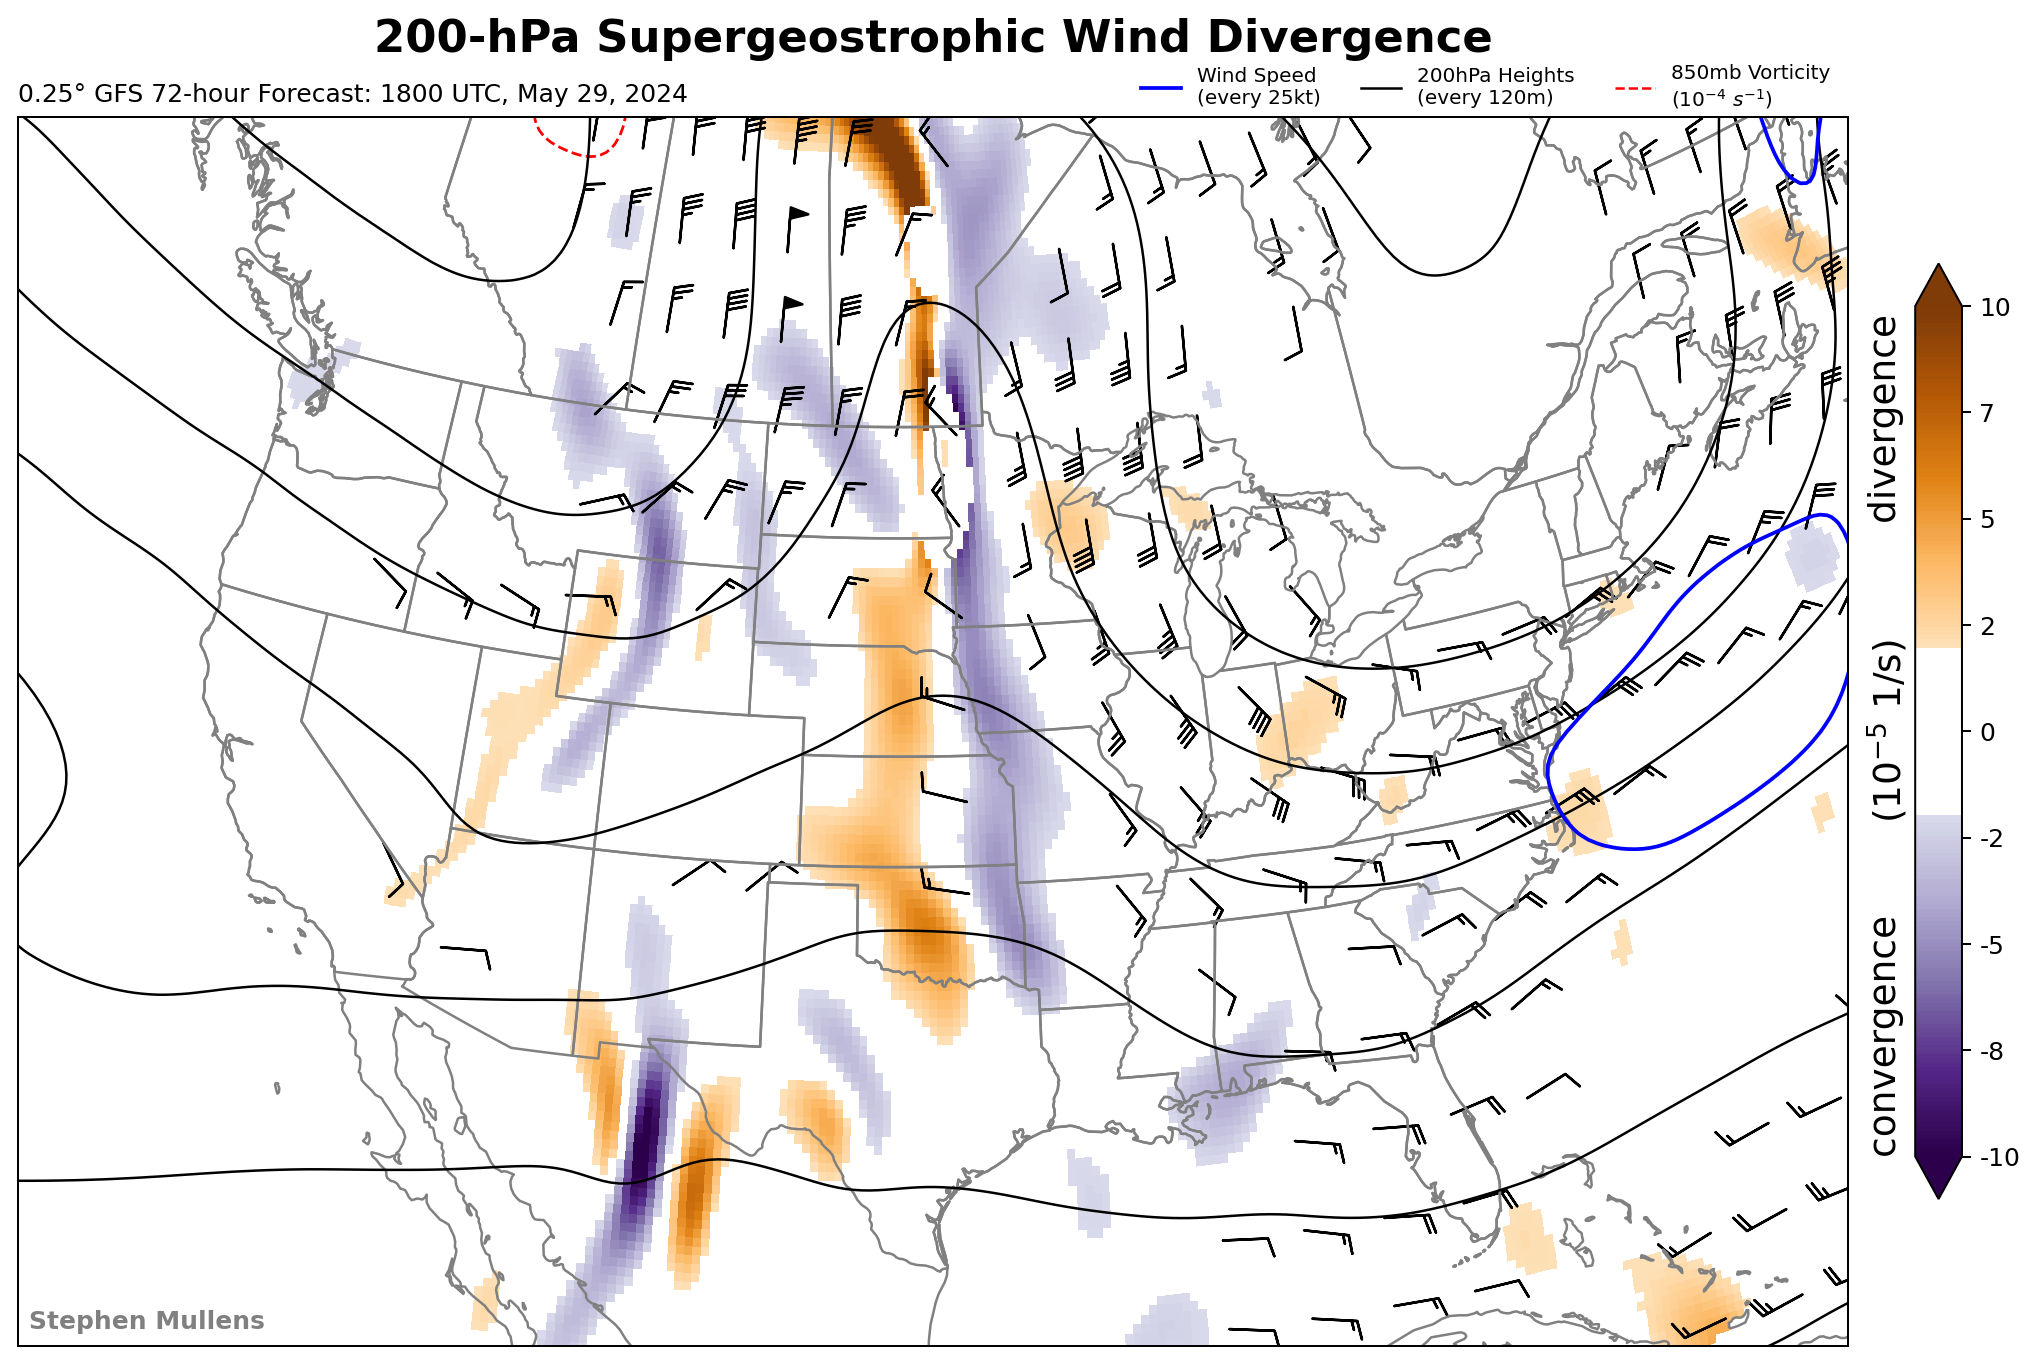 200-hPa Supergeostrophic Wind Divergence
0.25° GFS 72-hour Forecast: 1800 UTC, May 29, 2024
Wind Speed
(every 25kt)
200hPa Heights
(every 120m)
850mb Vorticity
(10⁻⁴ s⁻¹)
10
7
5
2
0
-2
-5
-8
-10
convergence (10⁻⁵ 1/s) divergence
Stephen Mullens